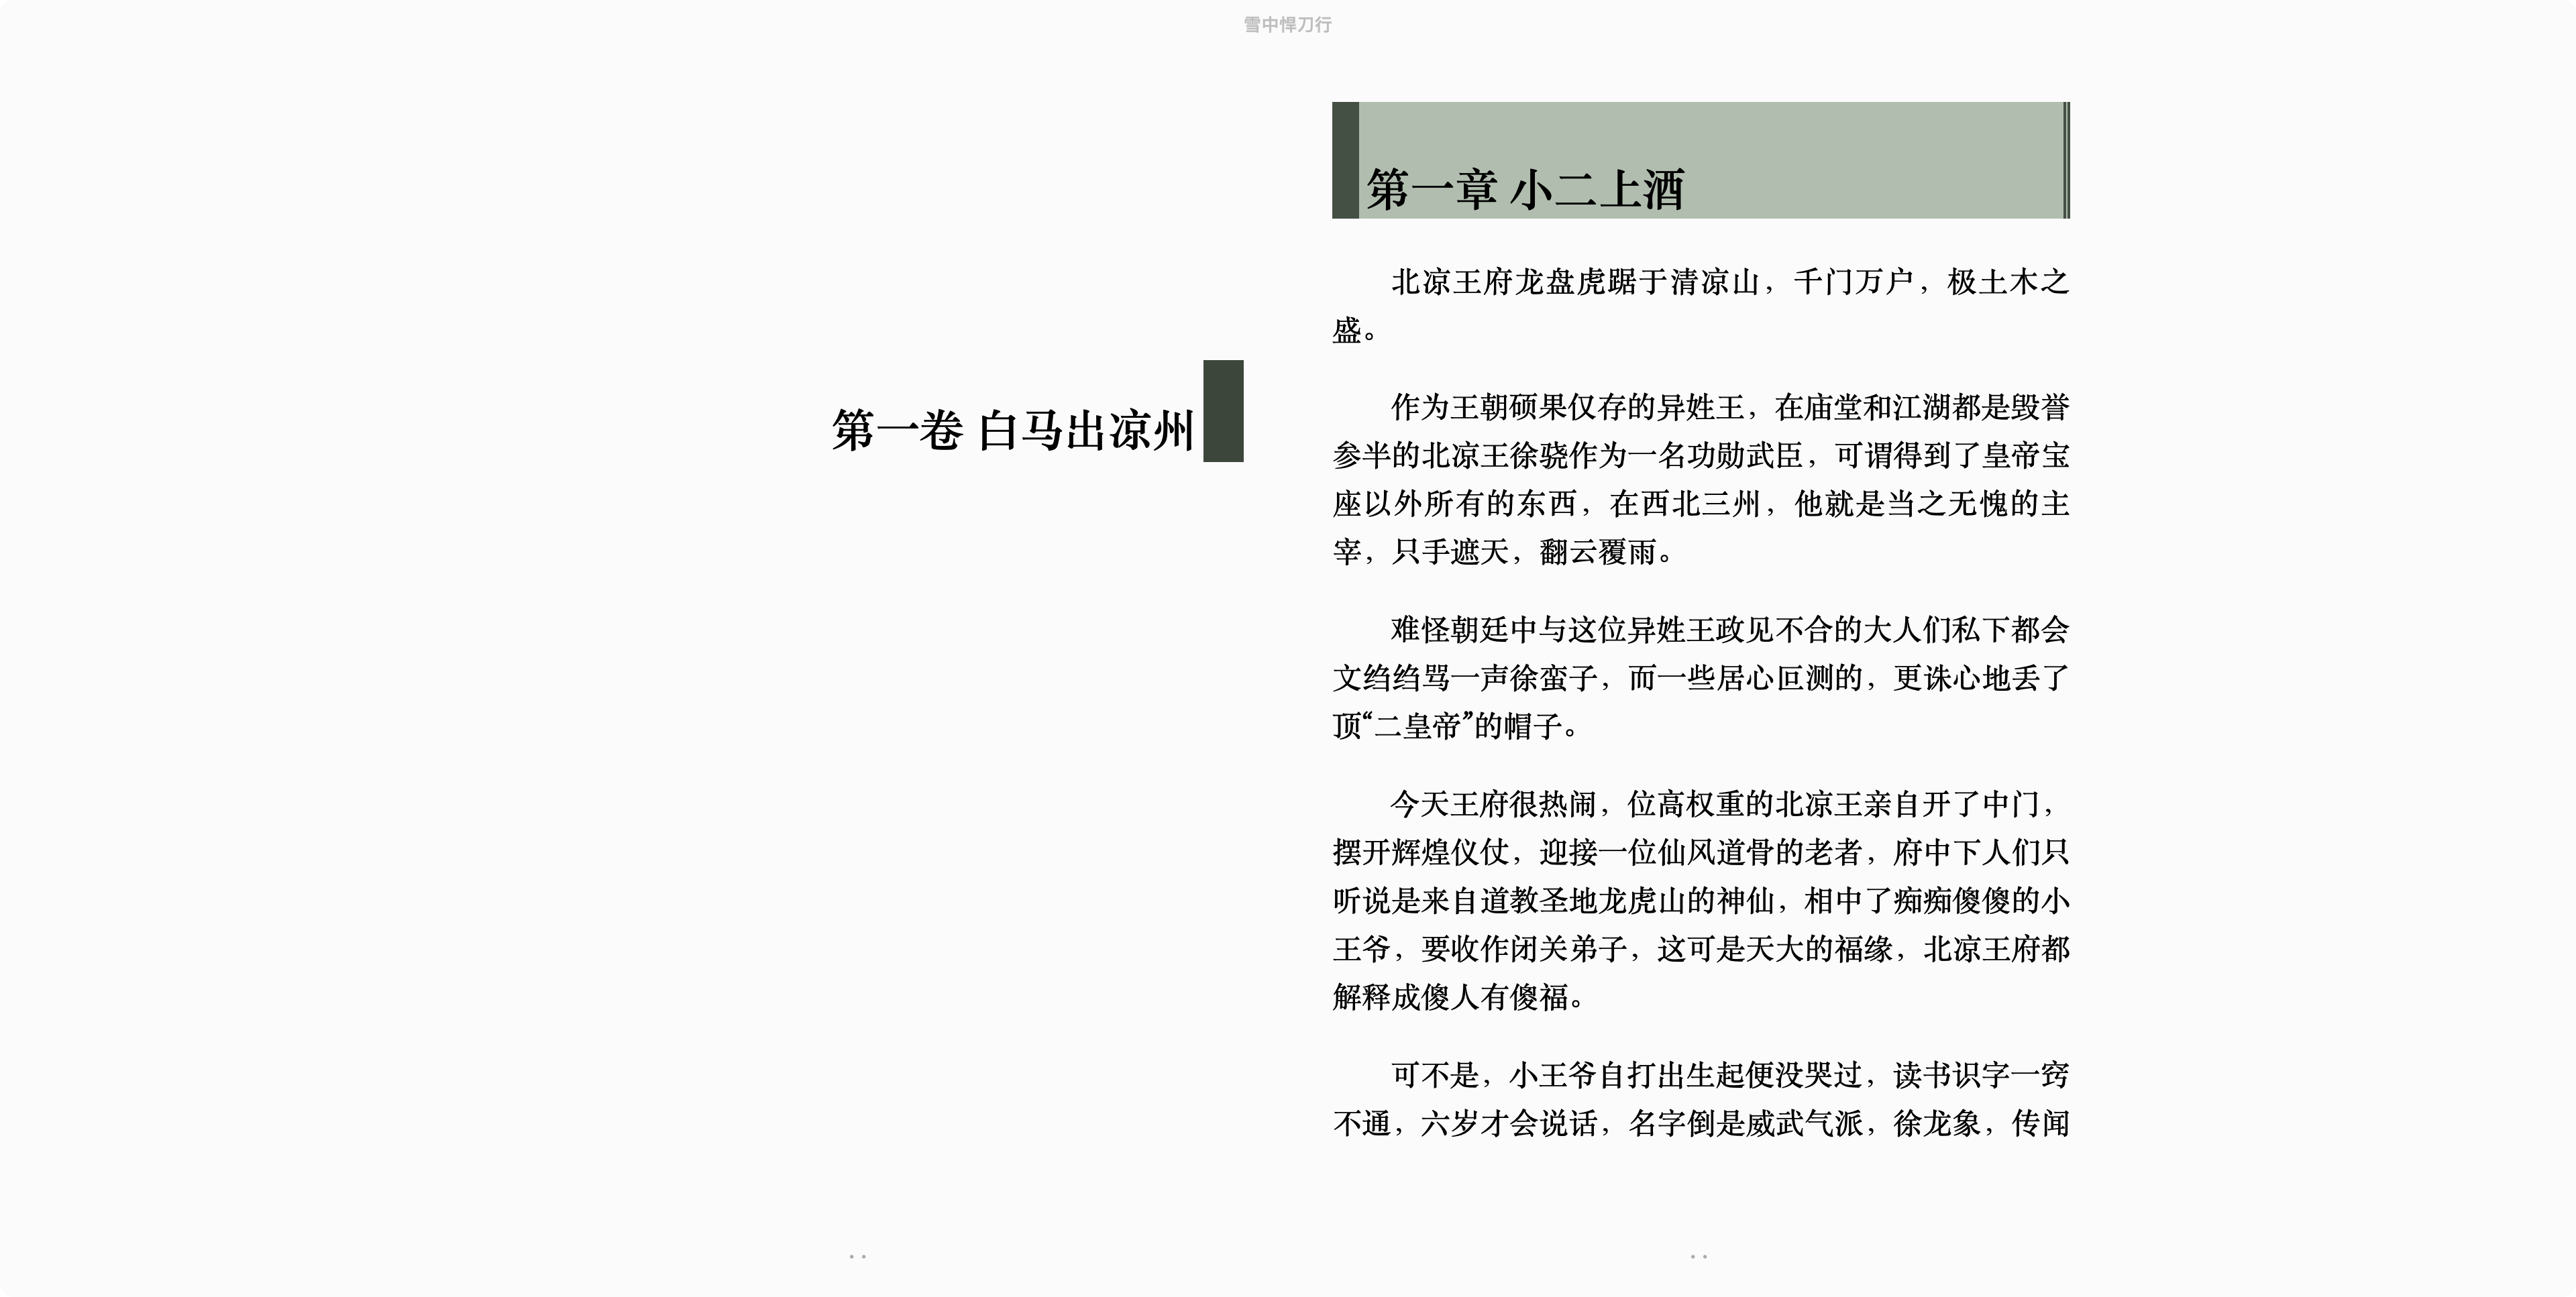 雪中悍刀行
第一卷 白马出凉州
第一章 小二上酒
北凉王府龙盘虎踞于清凉山，千门万户，极土木之
盛。
作为王朝硕果仅存的异姓王，在庙堂和江湖都是毁誉
参半的北凉王徐骁作为一名功勋武臣，可谓得到了皇帝宝
座以外所有的东西，在西北三州，他就是当之无愧的主
宰，只手遮天，翻云覆雨。
难怪朝廷中与这位异姓王政见不合的大人们私下都会
文绉绉骂一声徐蛮子，而一些居心叵测的，更诛心地丢了
顶“二皇帝”的帽子。
今天王府很热闹，位高权重的北凉王亲自开了中门，
摆开辉煌仪仗，迎接一位仙风道骨的老者，府中下人们只
听说是来自道教圣地龙虎山的神仙，相中了痴痴傻傻的小
王爷，要收作闭关弟子，这可是天大的福缘，北凉王府都
解释成傻人有傻福。
可不是，小王爷自打出生起便没哭过，读书识字一窍
不通，六岁才会说话，名字倒是威武气派，徐龙象，传闻